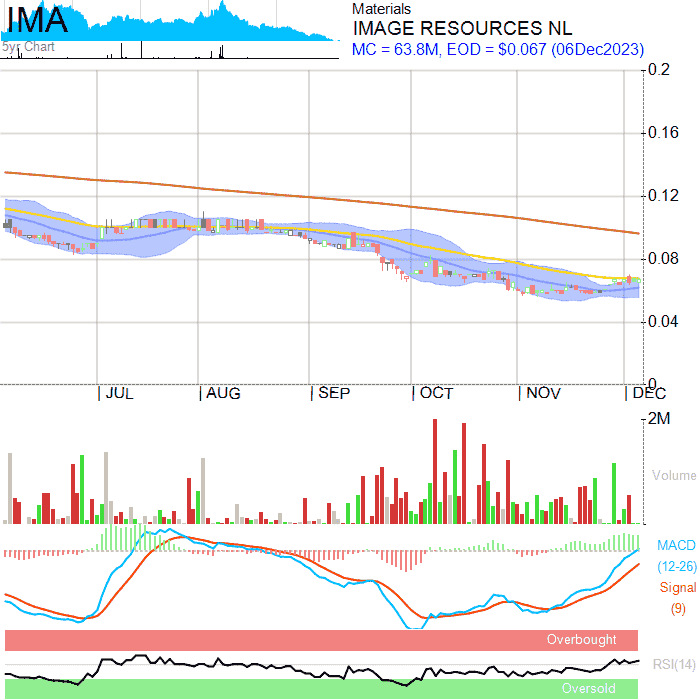 IMA
5yr Chart
Materials
IMAGE RESOURCES NL
MC = 63.8M, EOD = $0.067 (06Dec2023)
0.2
0.16
0.12
0.08
0.04
0
JUL AUG SEP OCT NOV DEC
2M
Volume
MACD
(12-26)
Signal
(9)
Overbought
RSI(14)
Oversold